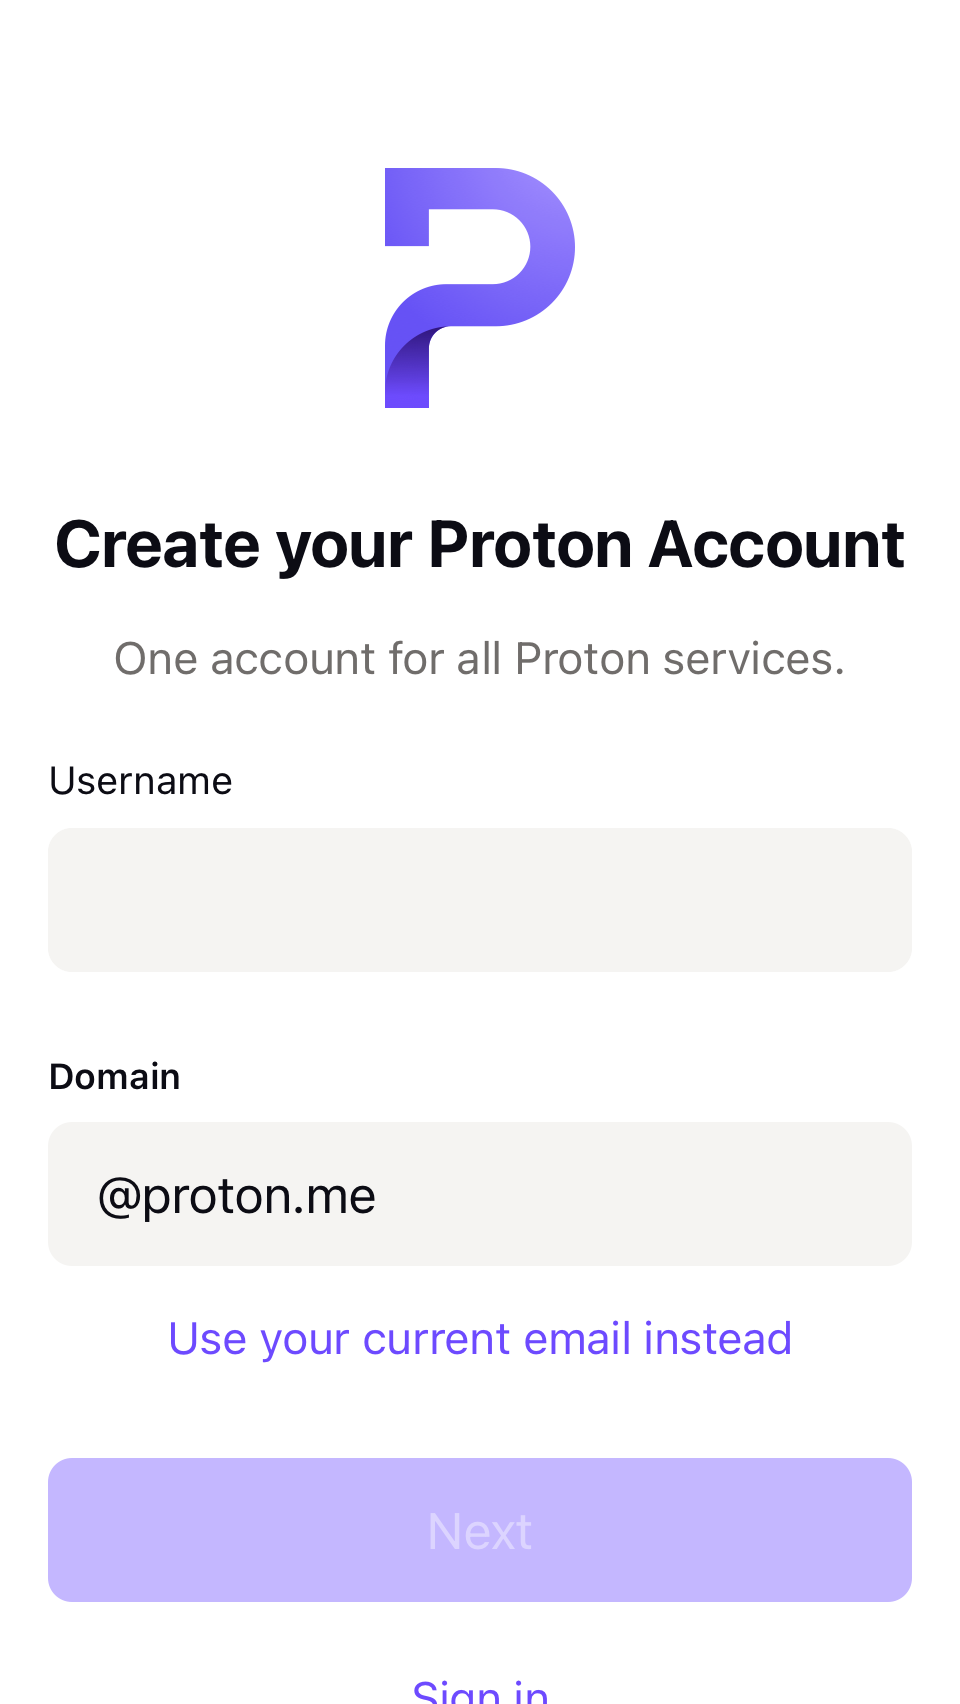 Create your Proton Account
One account for all Proton services.
Username
Domain
@proton.me
Use your current email instead
Next
Sign in